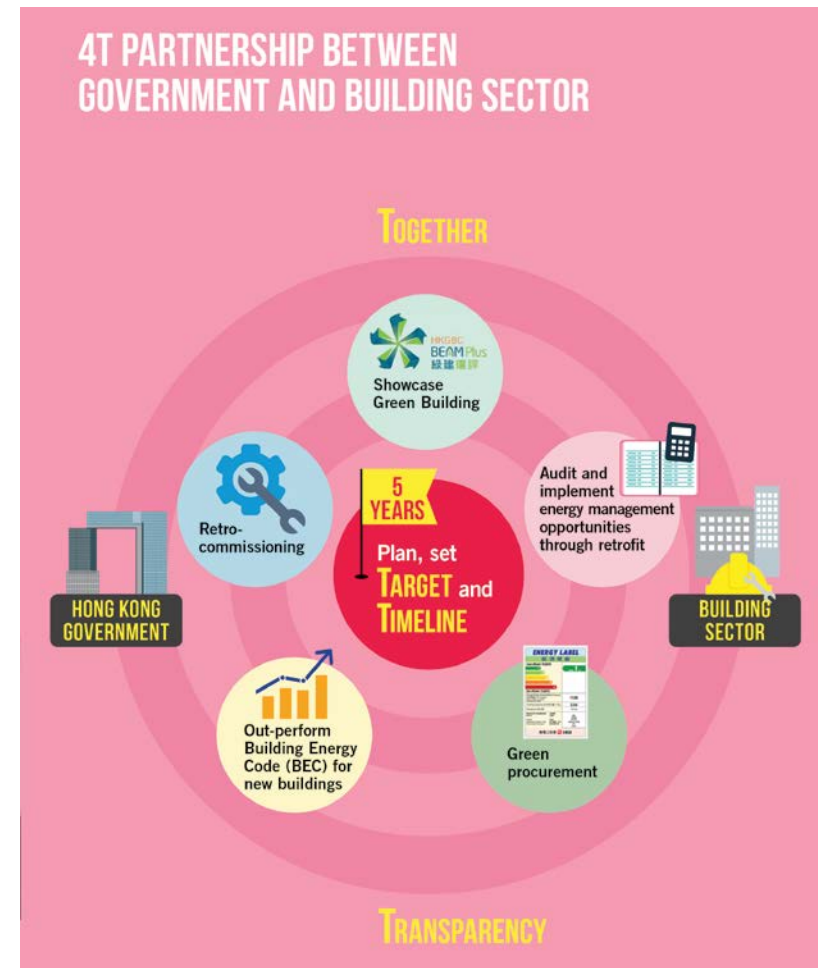 4T PARTNERSHIP BETWEEN
GOVERNMENT AND BUILDING SECTOR
TOGETHER
HKGBC
BEAM Plus
綠建環評
Showcase
Green Building
Retro-
commissioning
5
YEARS
Plan, set
TARGET and
TIMELINE
Audit and
implement
energy management
opportunities
through retrofit
HONG KONG
GOVERNMENT
BUILDING
SECTOR
Out-perform
Building Energy
Code (BEC) for
new buildings
ENERGY LABEL
Green
procurement
TRANSPARENCY